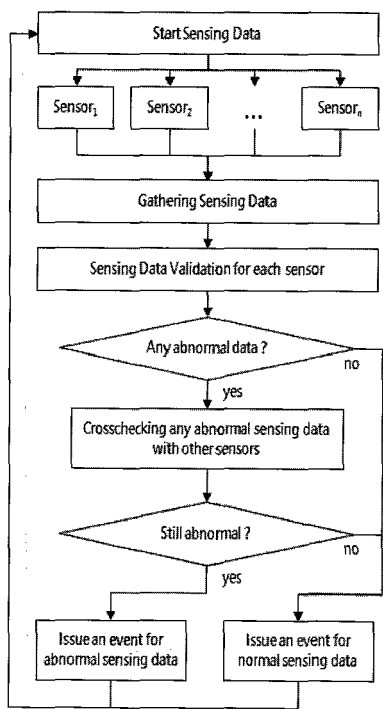 Start Sensing Data
Sensor₁
Sensor₂
...
Sensorₙ
Gathering Sensing Data
Sensing Data Validation for each sensor
Any abnormal data ?
no
yes
Crosschecking any abnormal sensing data
with other sensors
Still abnormal ?
no
yes
Issue an event for
abnormal sensing data
Issue an event for
normal sensing data